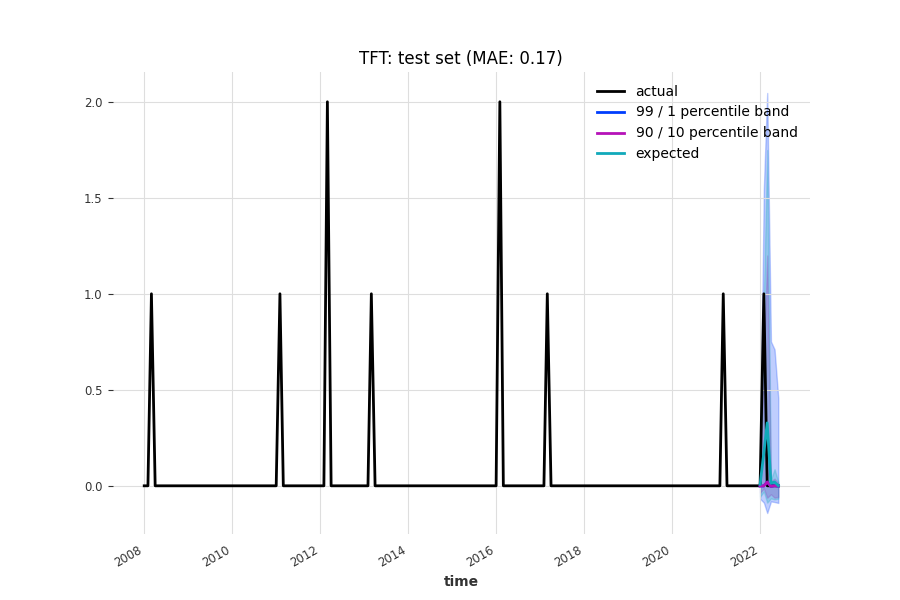 TFT: test set (MAE: 0.17)
actual
99 / 1 percentile band
90 / 10 percentile band
expected
2.0
1.5
1.0
0.5
0.0
2008
2010
2012
2014
2016
2018
2020
2022
time